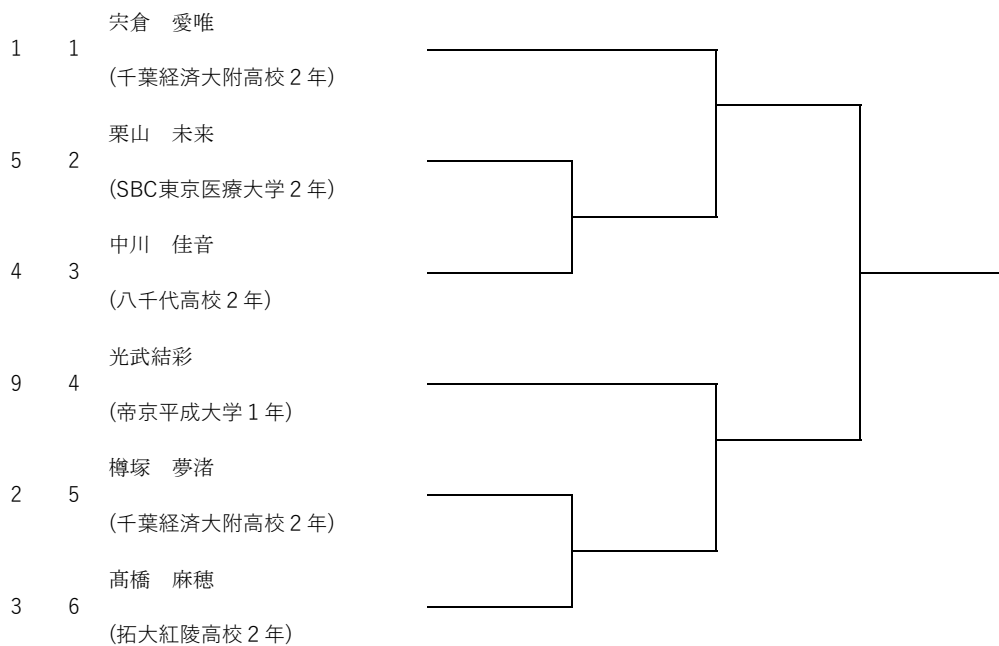 宍倉　愛唯
1 1
(千葉経済大附高校２年)
栗山　未来
5 2
(SBC東京医療大学２年)
中川　佳音
4 3
(八千代高校２年)
光武結彩
9 4
(帝京平成大学１年)
樽塚　夢渚
2 5
(千葉経済大附高校２年)
髙橋　麻穂
3 6
(拓大紅陵高校２年)